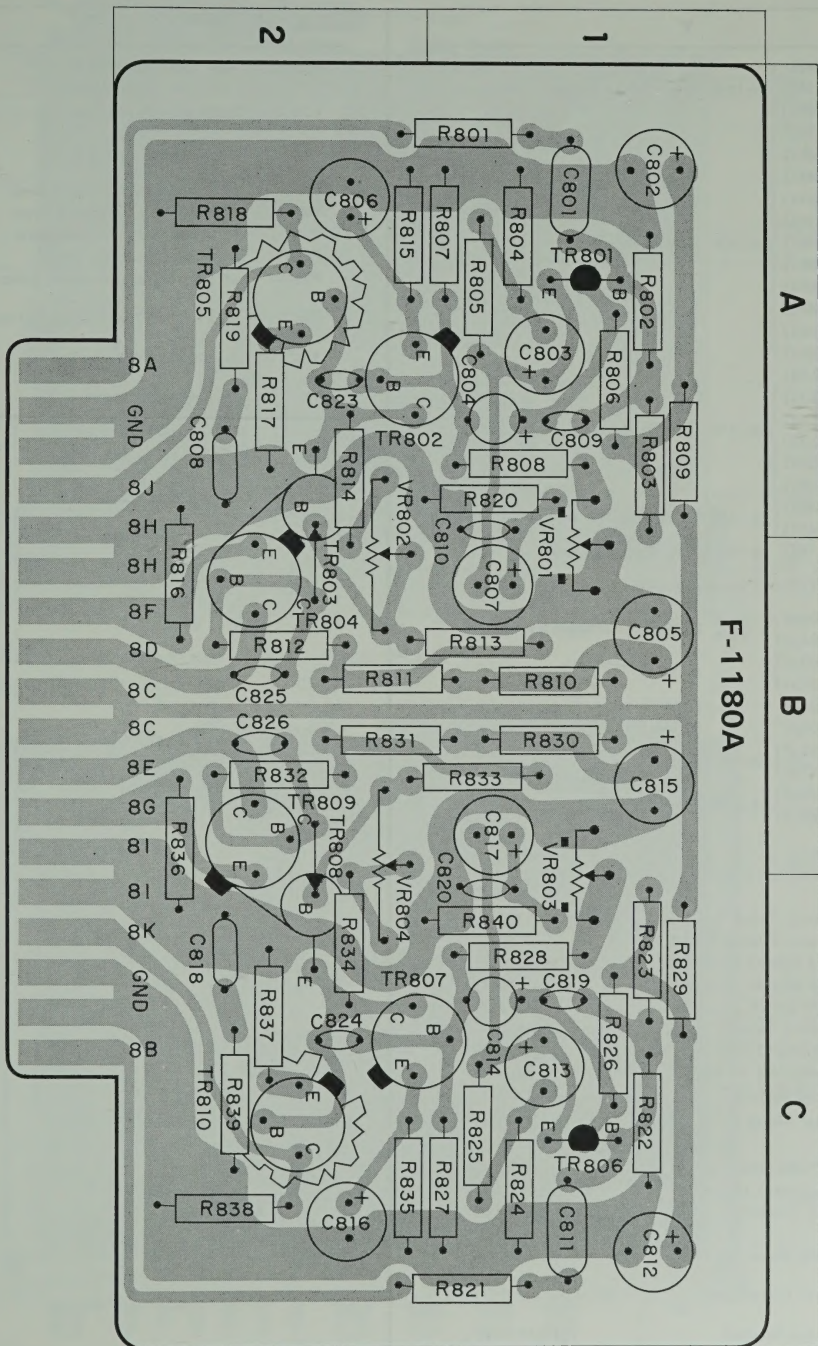 2
1
A
B
C
F-1180A
R801
C802
C801
C806
R818
R815
R807
R804
R805
TR801
E
B
R802
TR805
R819
C
B
E
C803
R806
8A
C823
E
B
C
C804
R817
TR802
C809
R803
R809
GND
C808
R814
R808
8J
E
B
VR802
R820
C810
VR801
8H
R816
E
B
C
TR803
C
C807
8H
8F
TR804
C805
8D
R812
R813
C825
R811
R810
8C
C826
8C
R831
R830
8E
R832
R833
C815
8G
TR809
C
B
E
C
TR808
B
E
C817
R836
8I
VR804
C820
VR803
8I
R840
8K
C818
R834
R828
R823
R829
GND
R837
TR807
C
B
E
C819
C824
C814
R826
8B
C813
TR810
R839
E
B
C
R825
E
B
TR806
R822
R838
C816
R835
R827
R824
C811
C812
R821